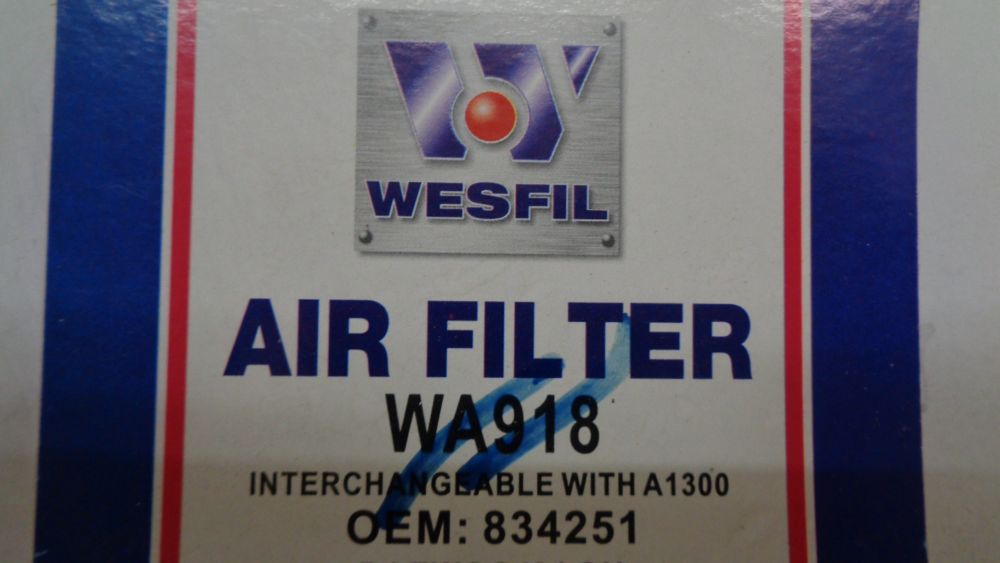 WESFIL
AIR FILTER
WA918
INTERCHANGEABLE WITH A1300
OEM: 834251